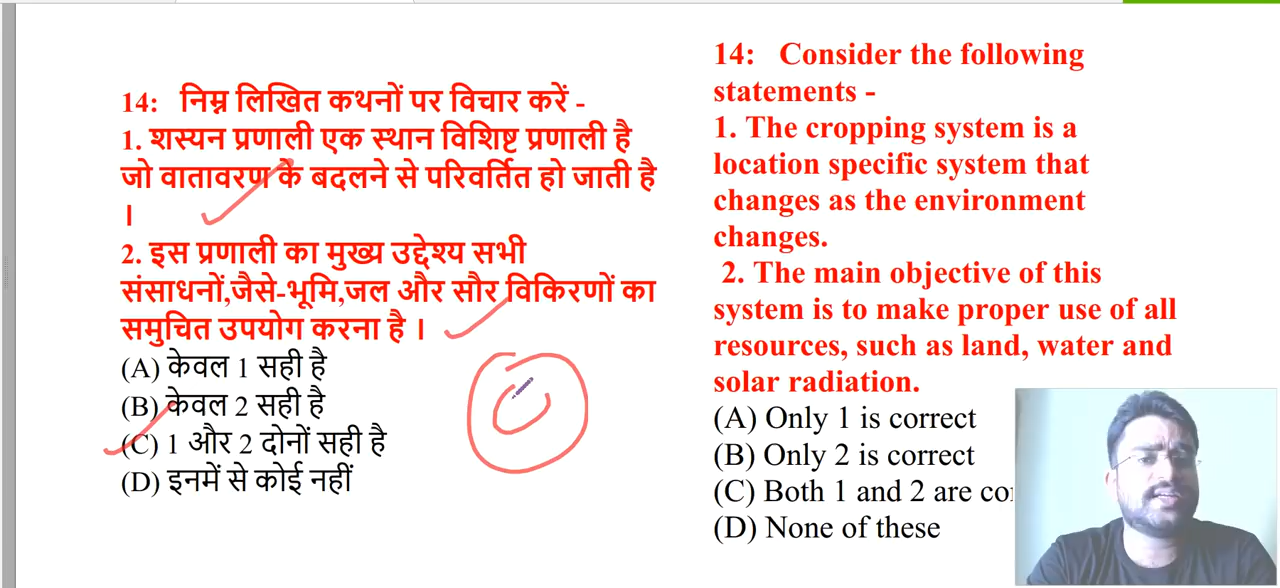 14: निम्न लिखित कथनों पर विचार करें -
1. शस्यन प्रणाली एक स्थान विशिष्ट प्रणाली है
जो वातावरण के बदलने से परिवर्तित हो जाती है
।
2. इस प्रणाली का मुख्य उद्देश्य सभी
संसाधनों,जैसे-भूमि,जल और सौर विकिरणों का
समुचित उपयोग करना है ।
(A) केवल 1 सही है
(B) केवल 2 सही है
(C) 1 और 2 दोनों सही है
(D) इनमें से कोई नहीं
14: Consider the following
statements -
1. The cropping system is a
location specific system that
changes as the environment
changes.
2. The main objective of this
system is to make proper use of all
resources, such as land, water and
solar radiation.
(A) Only 1 is correct
(B) Only 2 is correct
(C) Both 1 and 2 are
(D) None of these